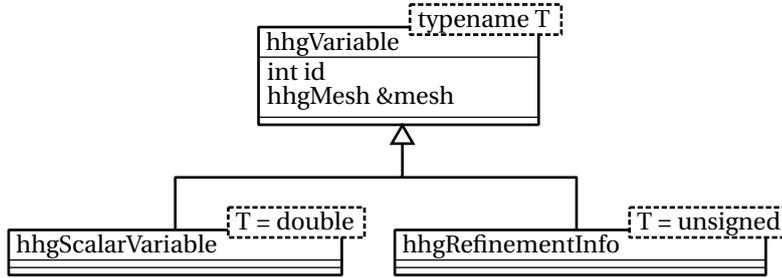 typename T
hhgVariable
int id
hhgMesh &mesh
T = double
T = unsigned
hhgScalarVariable
hhgRefinementInfo